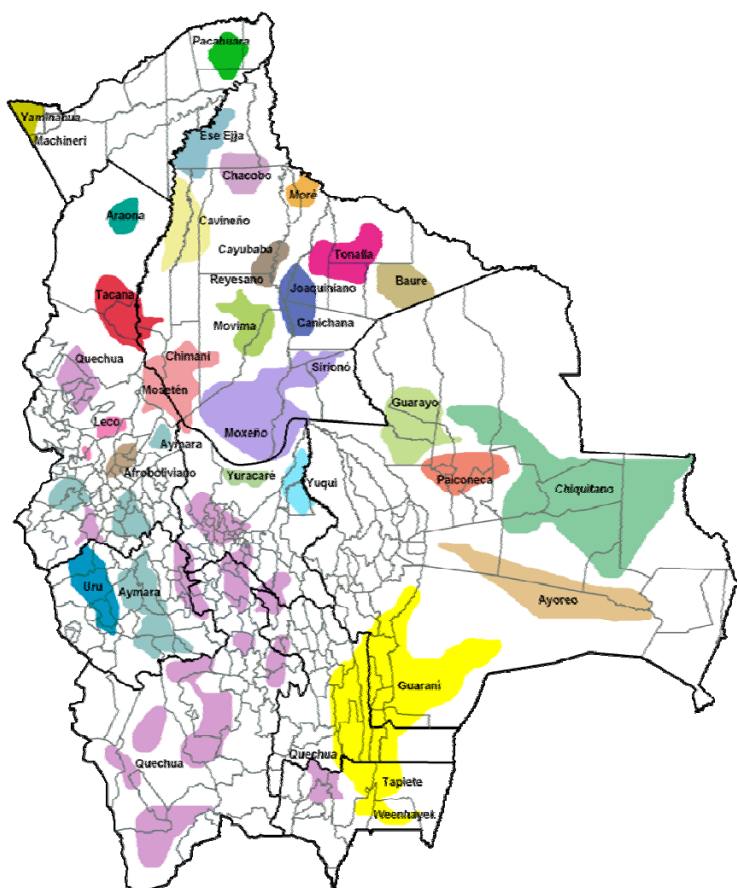 Pacahuara
Yaminahua
Machineri
Ese Ejja
Chacobo
Moré
Araona
Cavineño
Cayubaba
Tonalla
Reyesano
Joaquiniano
Baure
Tacana
Movima
Canichana
Quechua
Chimani
Sirionó
Mosetén
Guarayo
Leco
Moxeño
Aymara
Afroboliviano
Yuracaré
Yuqui
Paiconeca
Chiquitano
Uru
Aymara
Ayoreo
Guaraní
Quechua
Quechua
Tapiete
Weenhayek